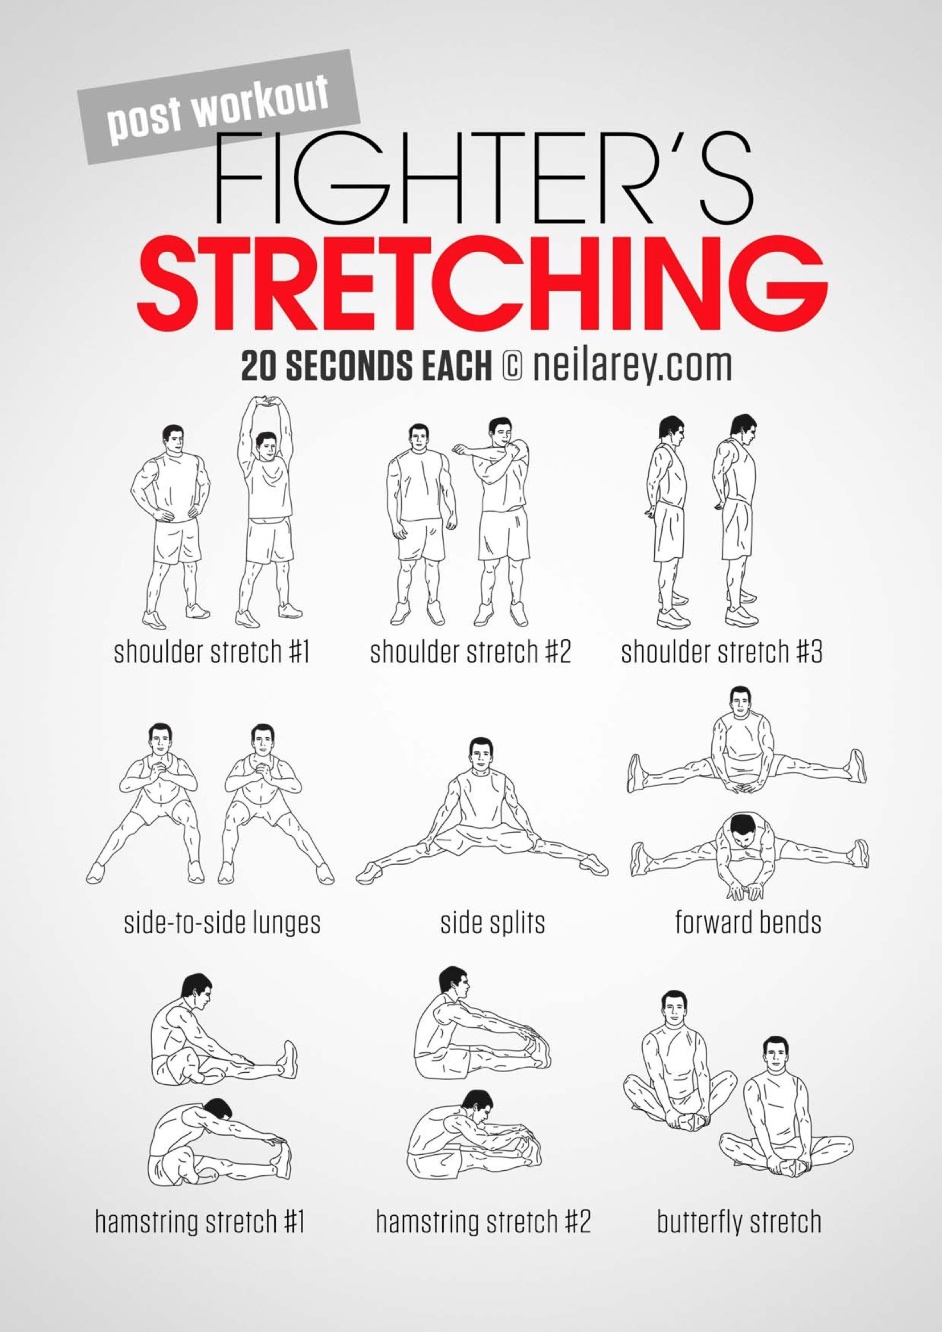 post workout
FIGHTER'S
STRETCHING
20 SECONDS EACH © neilarey.com
shoulder stretch #1
shoulder stretch #2
shoulder stretch #3
side-to-side lunges
side splits
forward bends
hamstring stretch #1
hamstring stretch #2
butterfly stretch